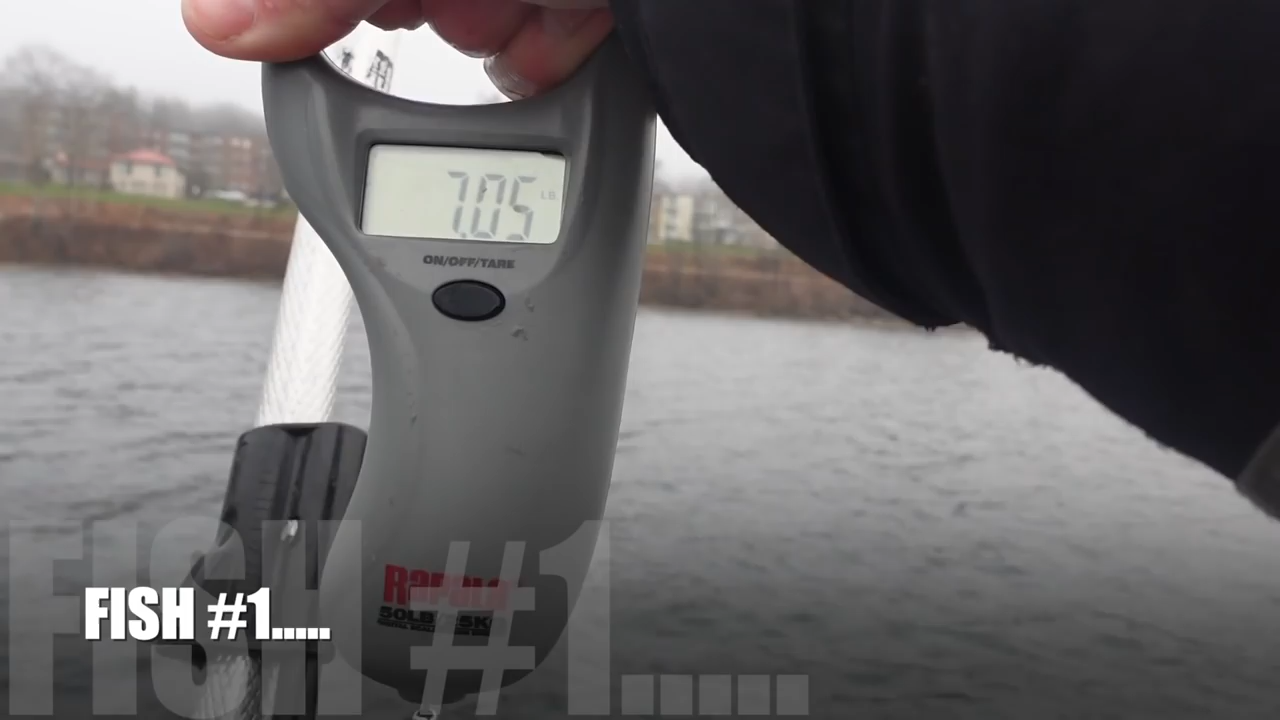 7.05 LB
ON/OFF/TARE
Rapala
50LB
FISH #1.....
FISH #1.....